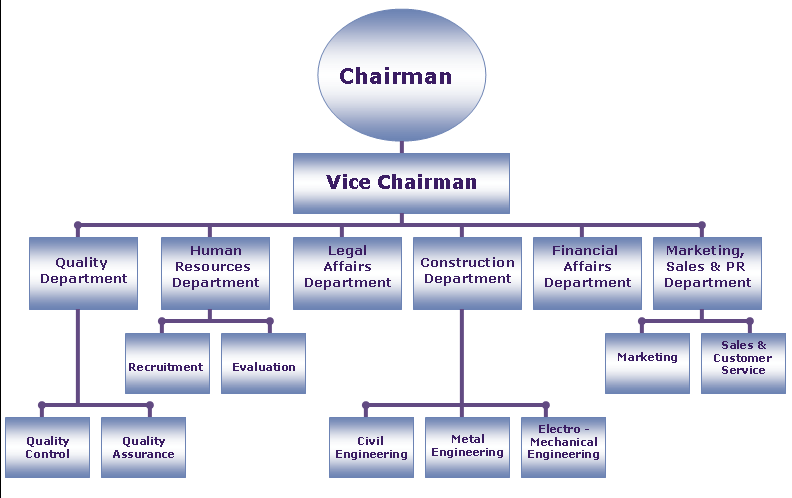 Chairman
Vice Chairman
Quality
Department
Human
Resources
Department
Legal
Affairs
Department
Construction
Department
Financial
Affairs
Department
Marketing,
Sales & PR
Department
Recruitment
Evaluation
Marketing
Sales &
Customer
Service
Quality
Control
Quality
Assurance
Civil
Engineering
Metal
Engineering
Electro -
Mechanical
Engineering